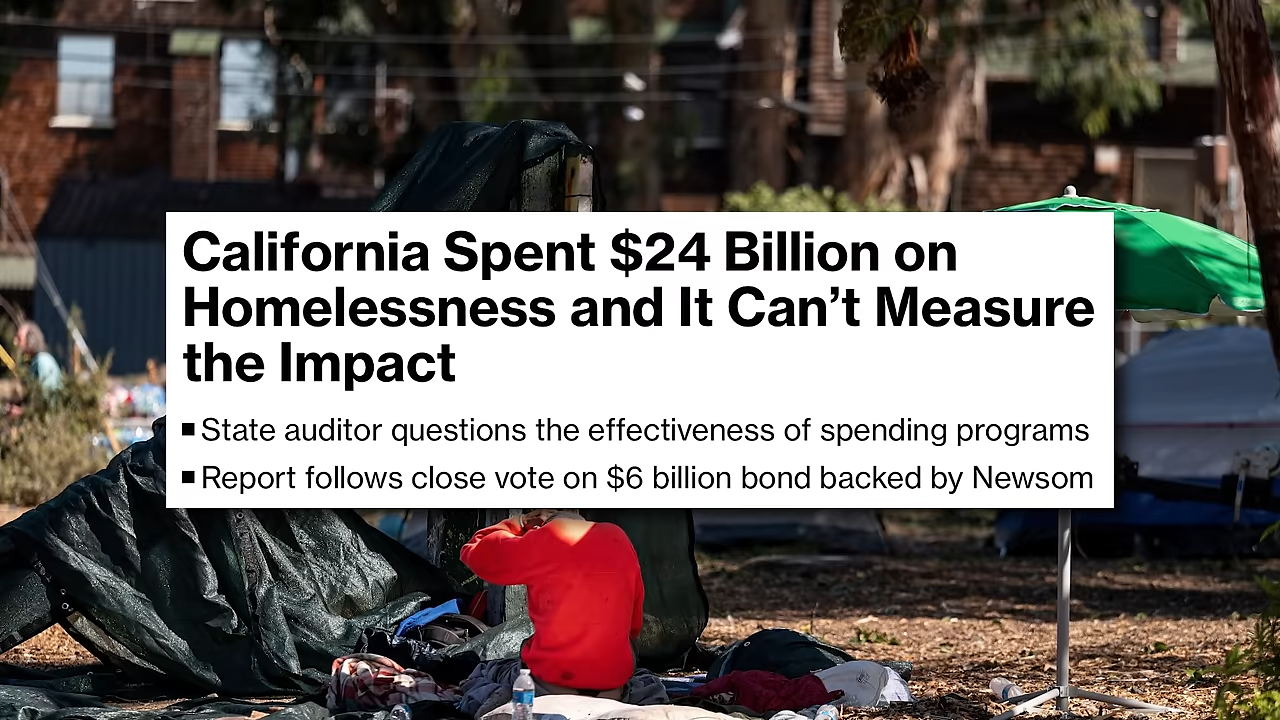 California Spent $24 Billion on
Homelessness and It Can’t Measure
the Impact
■ State auditor questions the effectiveness of spending programs
■ Report follows close vote on $6 billion bond backed by Newsom